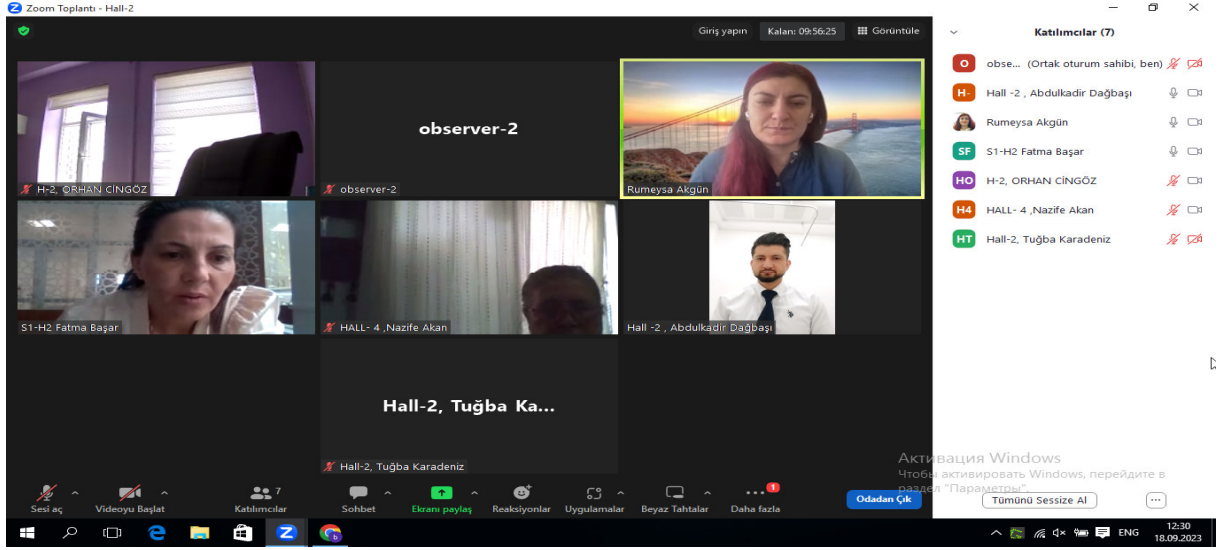 Zoom Toplantı - Hall-2
Giriş yapın
Kalan: 09:56:25
Görüntüle
H-2, ORHAN CİNGÖZ
observer-2
observer-2
Rumeysa Akgün
S1-H2 Fatma Başar
HALL- 4 ,Nazife Akan
Hall -2 , Abdulkadir Dağbaşı
Hall-2, Tuğba Ka...
Hall-2, Tuğba Karadeniz
Katılımcılar (7)
O obse... (Ortak oturum sahibi, ben)
H- Hall -2 , Abdulkadir Dağbaşı
Rumeysa Akgün
SF S1-H2 Fatma Başar
HO H-2, ORHAN CİNGÖZ
H4 HALL- 4 ,Nazife Akan
HT Hall-2, Tuğba Karadeniz
Активация Windows
Чтобы активировать Windows, перейдите в
раздел "Параметры".
Sesi aç
Videoyu Başlat
7
Katılımcılar
Sohbet
Ekranı paylaş
Reaksiyonlar
Uygulamalar
Beyaz Tahtalar
1
Daha fazla
Odadan Çık
Tümünü Sessize Al
ENG
12:30
18.09.2023